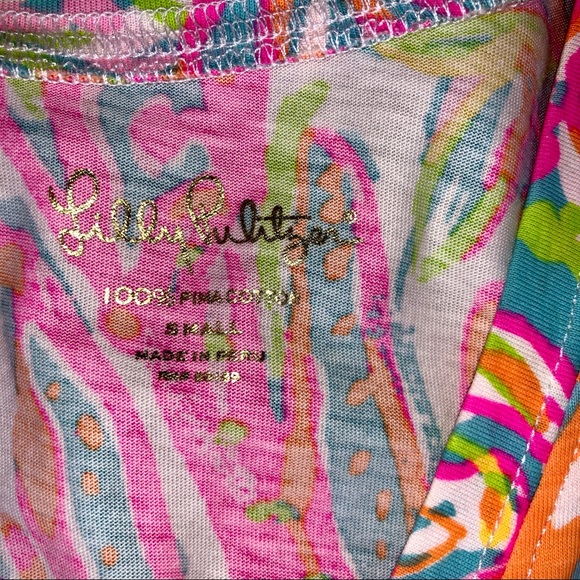 Lilly Pulitzer®
100% PIMA COTTON
SMALL
MADE IN PERU